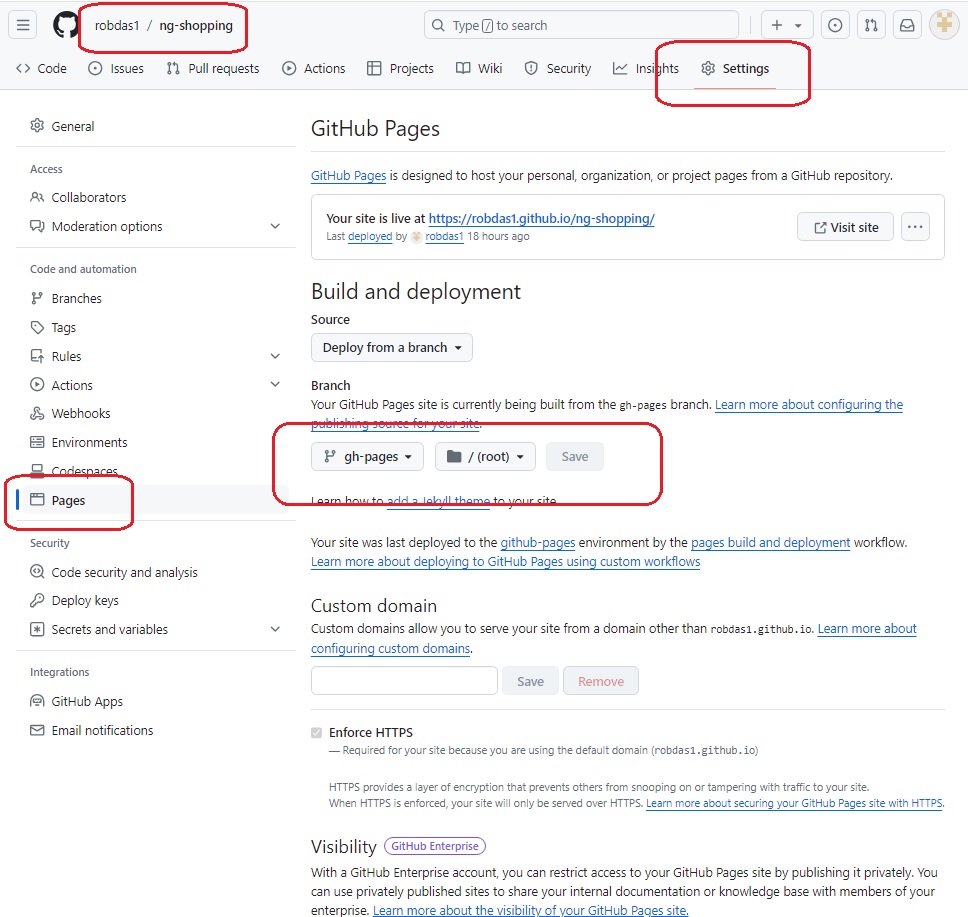 robdas1 / ng-shopping
Type / to search
Code Issues Pull requests Actions Projects Wiki Security Insights Settings
General
Access
Collaborators
Moderation options
Code and automation
Branches
Tags
Rules
Actions
Webhooks
Environments
Codespaces
Pages
Security
Code security and analysis
Deploy keys
Secrets and variables
Integrations
GitHub Apps
Email notifications
GitHub Pages
GitHub Pages is designed to host your personal, organization, or project pages from a GitHub repository.
Your site is live at https://robdas1.github.io/ng-shopping/
Last deployed by robdas1 18 hours ago
Visit site
Build and deployment
Source
Deploy from a branch
Branch
Your GitHub Pages site is currently being built from the gh-pages branch. Learn more about configuring the
publishing source for your site.
gh-pages / (root) Save
Learn how to add a Jekyll theme to your site.
Your site was last deployed to the github-pages environment by the pages build and deployment workflow.
Learn more about deploying to GitHub Pages using custom workflows
Custom domain
Custom domains allow you to serve your site from a domain other than robdas1.github.io. Learn more about
configuring custom domains.
Save Remove
Enforce HTTPS
— Required for your site because you are using the default domain (robdas1.github.io)
HTTPS provides a layer of encryption that prevents others from snooping on or tampering with traffic to your site.
When HTTPS is enforced, your site will only be served over HTTPS. Learn more about securing your GitHub Pages site with HTTPS.
Visibility GitHub Enterprise
With a GitHub Enterprise account, you can restrict access to your GitHub Pages site by publishing it privately. You
can use privately published sites to share your internal documentation or knowledge base with members of your
enterprise. Learn more about the visibility of your GitHub Pages site.